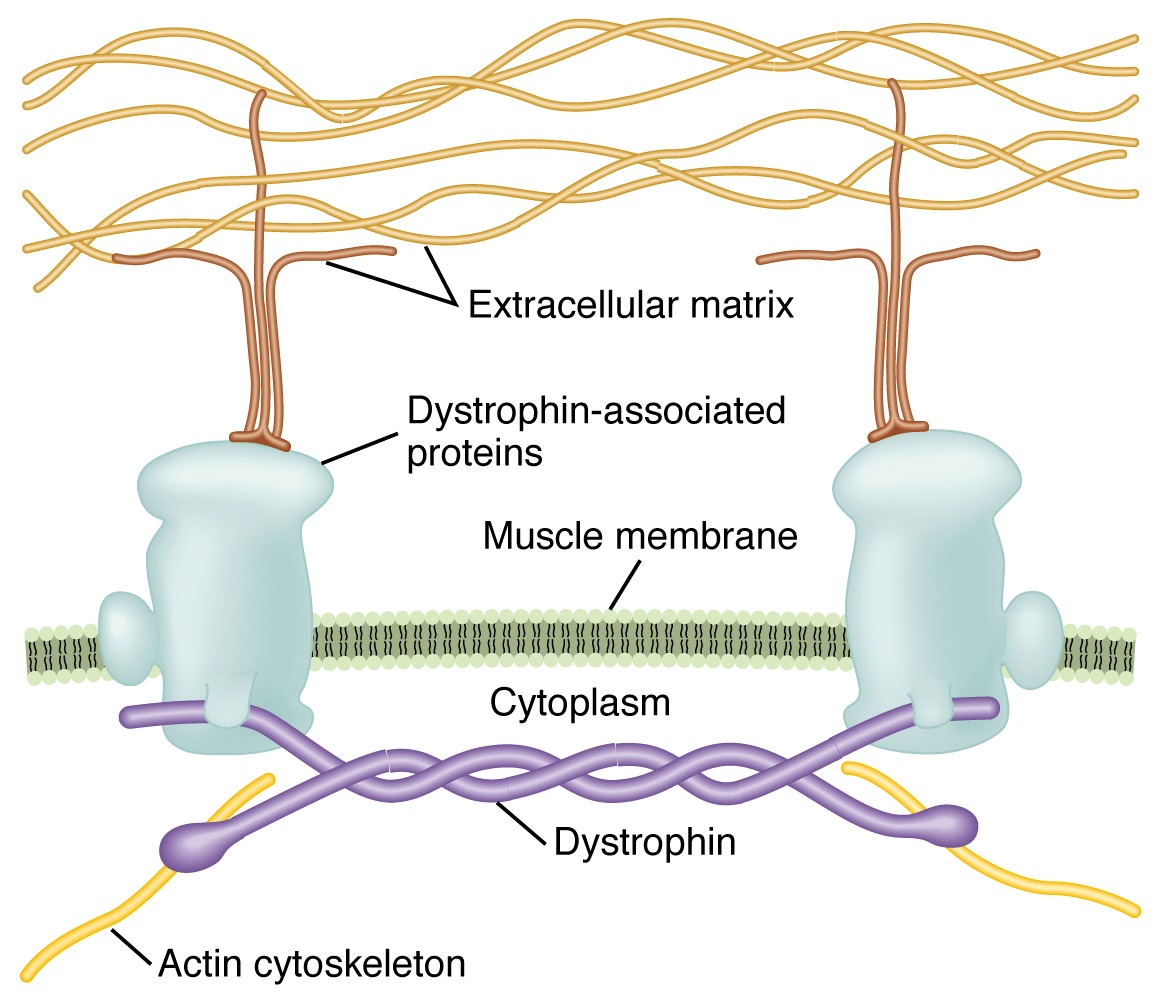 Extracellular matrix
Dystrophin-associated
proteins
Muscle membrane
Cytoplasm
Dystrophin
Actin cytoskeleton